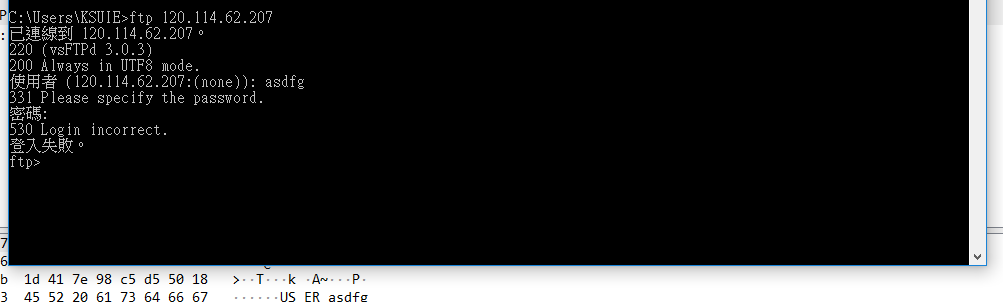 P
:
C:\Users\KSUIE>ftp 120.114.62.207
已連線到 120.114.62.207。
220 (vsFTPd 3.0.3)
200 Always in UTF8 mode.
使用者 (120.114.62.207:(none)): asdfg
331 Please specify the password.
密碼:
530 Login incorrect.
登入失敗。
ftp>
7
6
b 1d 41 7e 98 c5 d5 50 18 >··T···k ·A~···P·
3 45 52 20 61 73 64 66 67 ······US ER asdfg